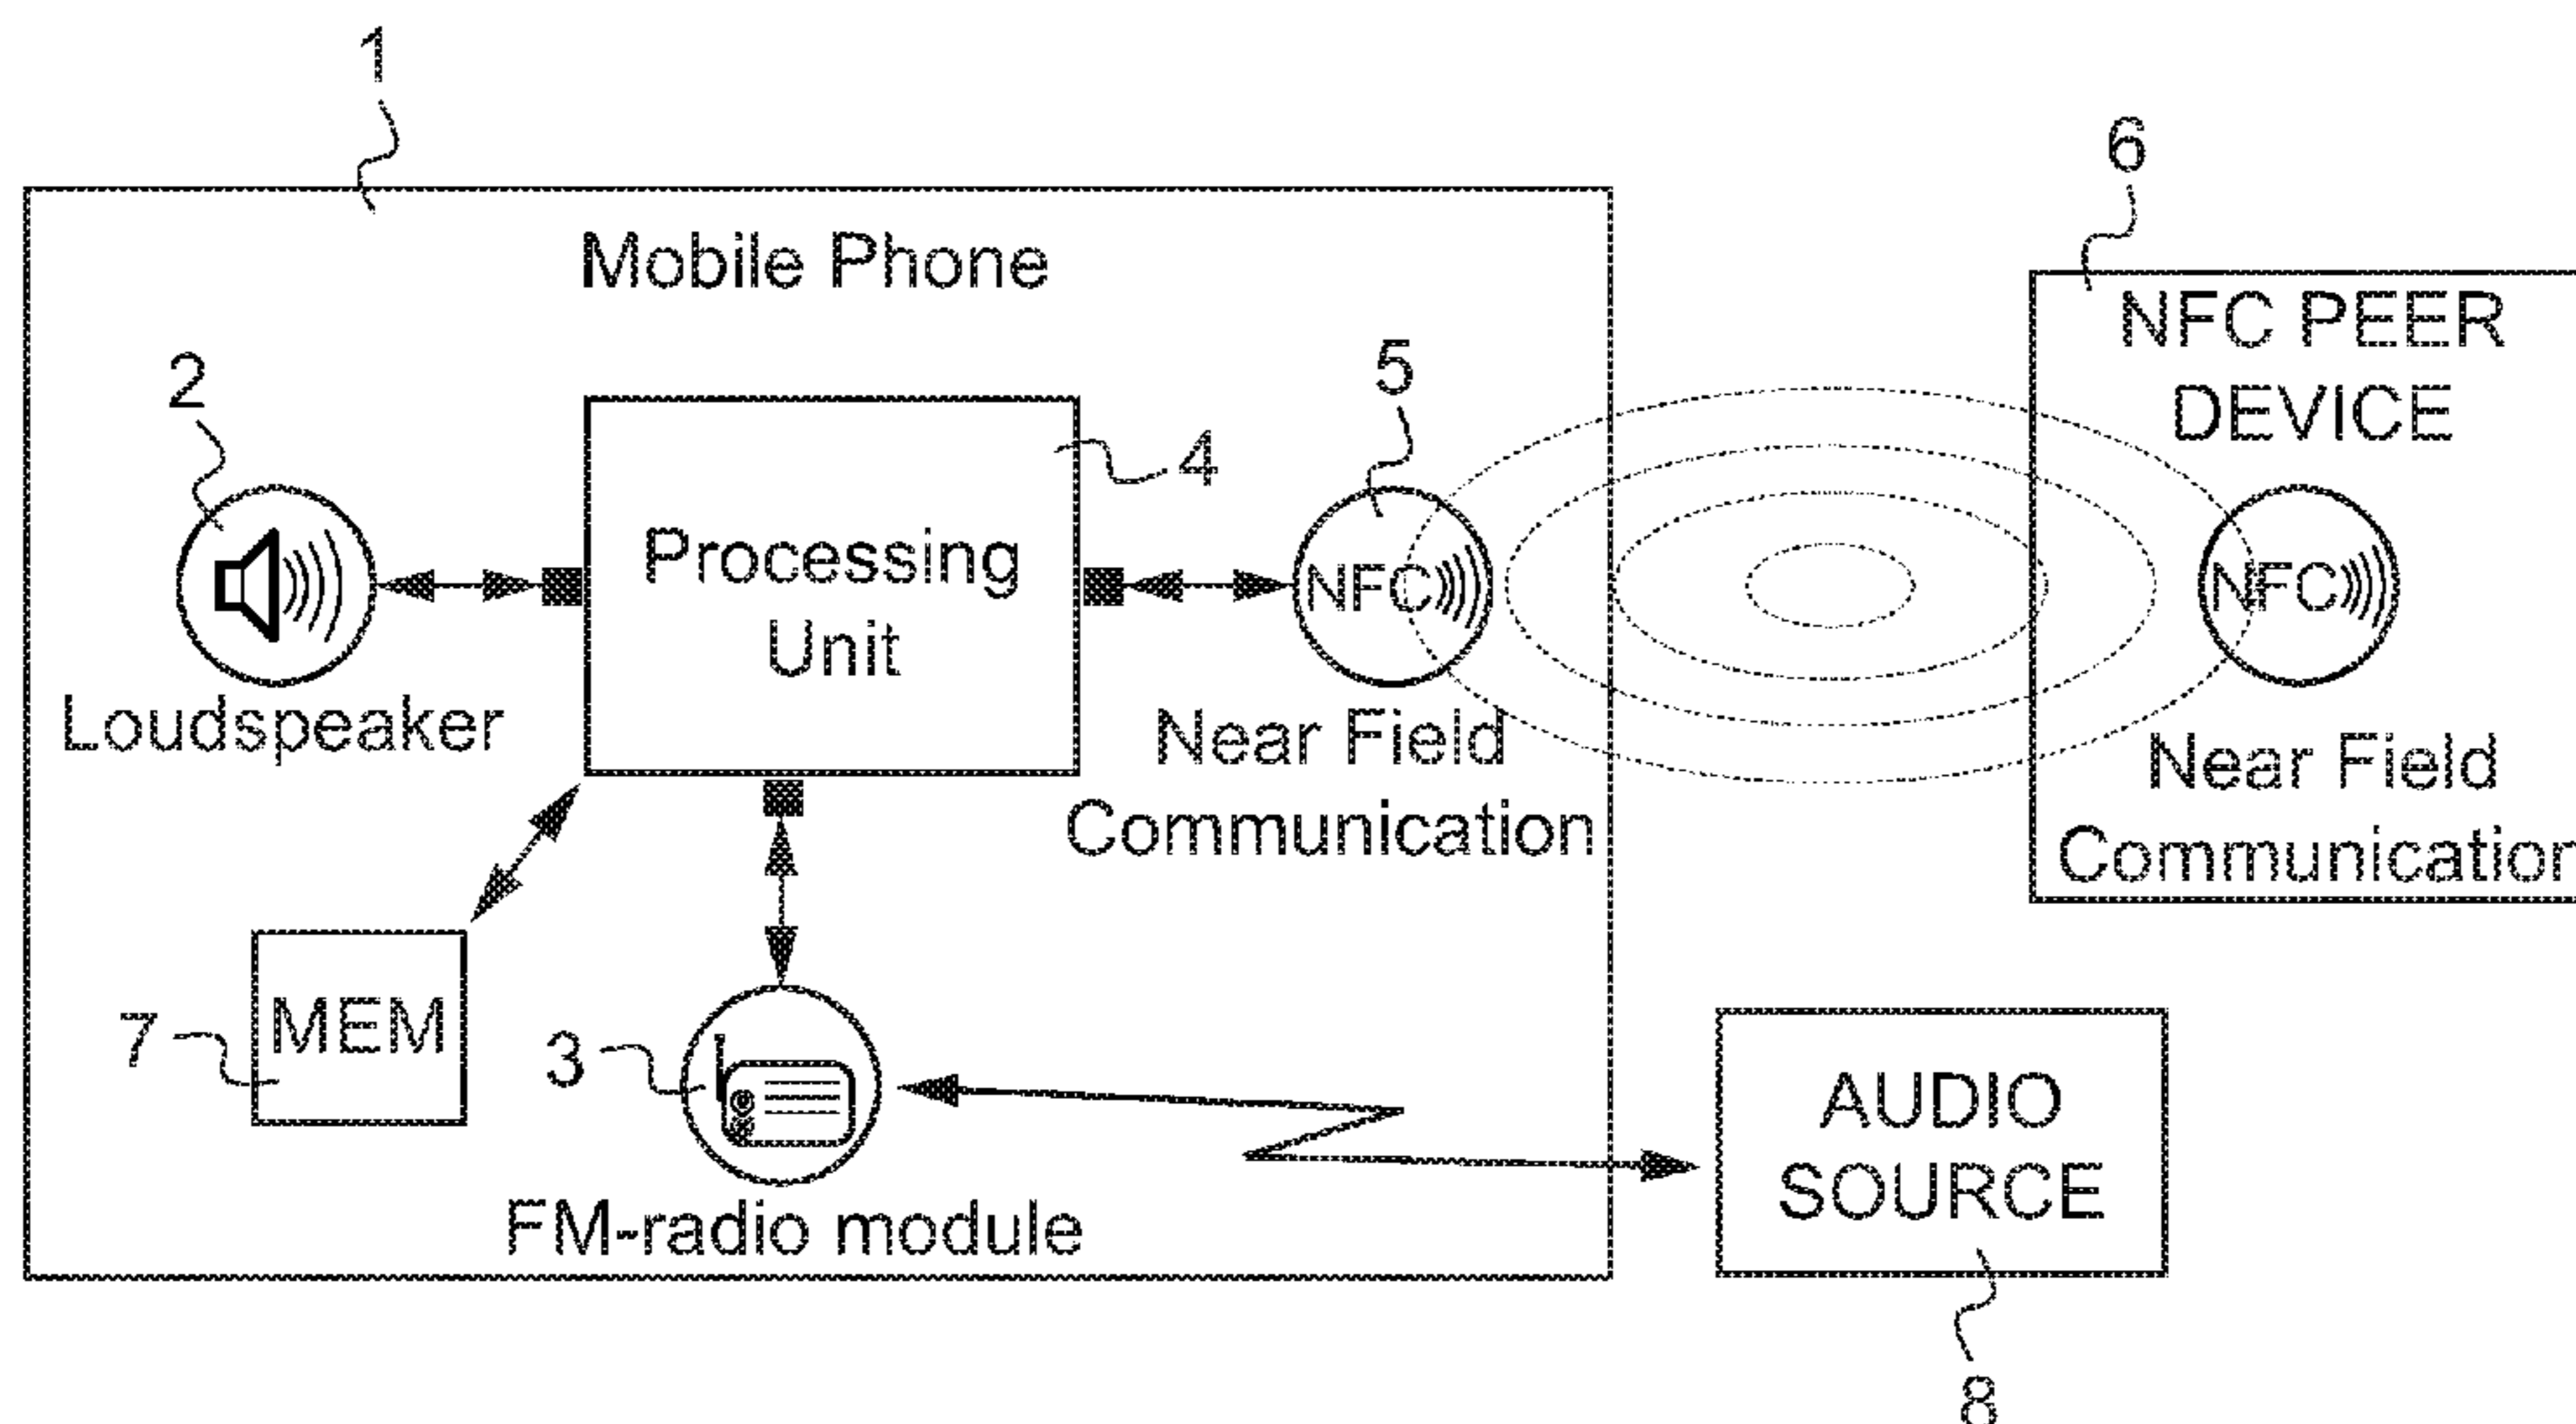 1
6
Mobile Phone
NFC PEER
DEVICE
2
5
4
Processing
Unit
NFC
NFC
Loudspeaker
Near Field
Communication
Near Field
Communication
7
MEM
3
AUDIO
SOURCE
FM-radio module
8